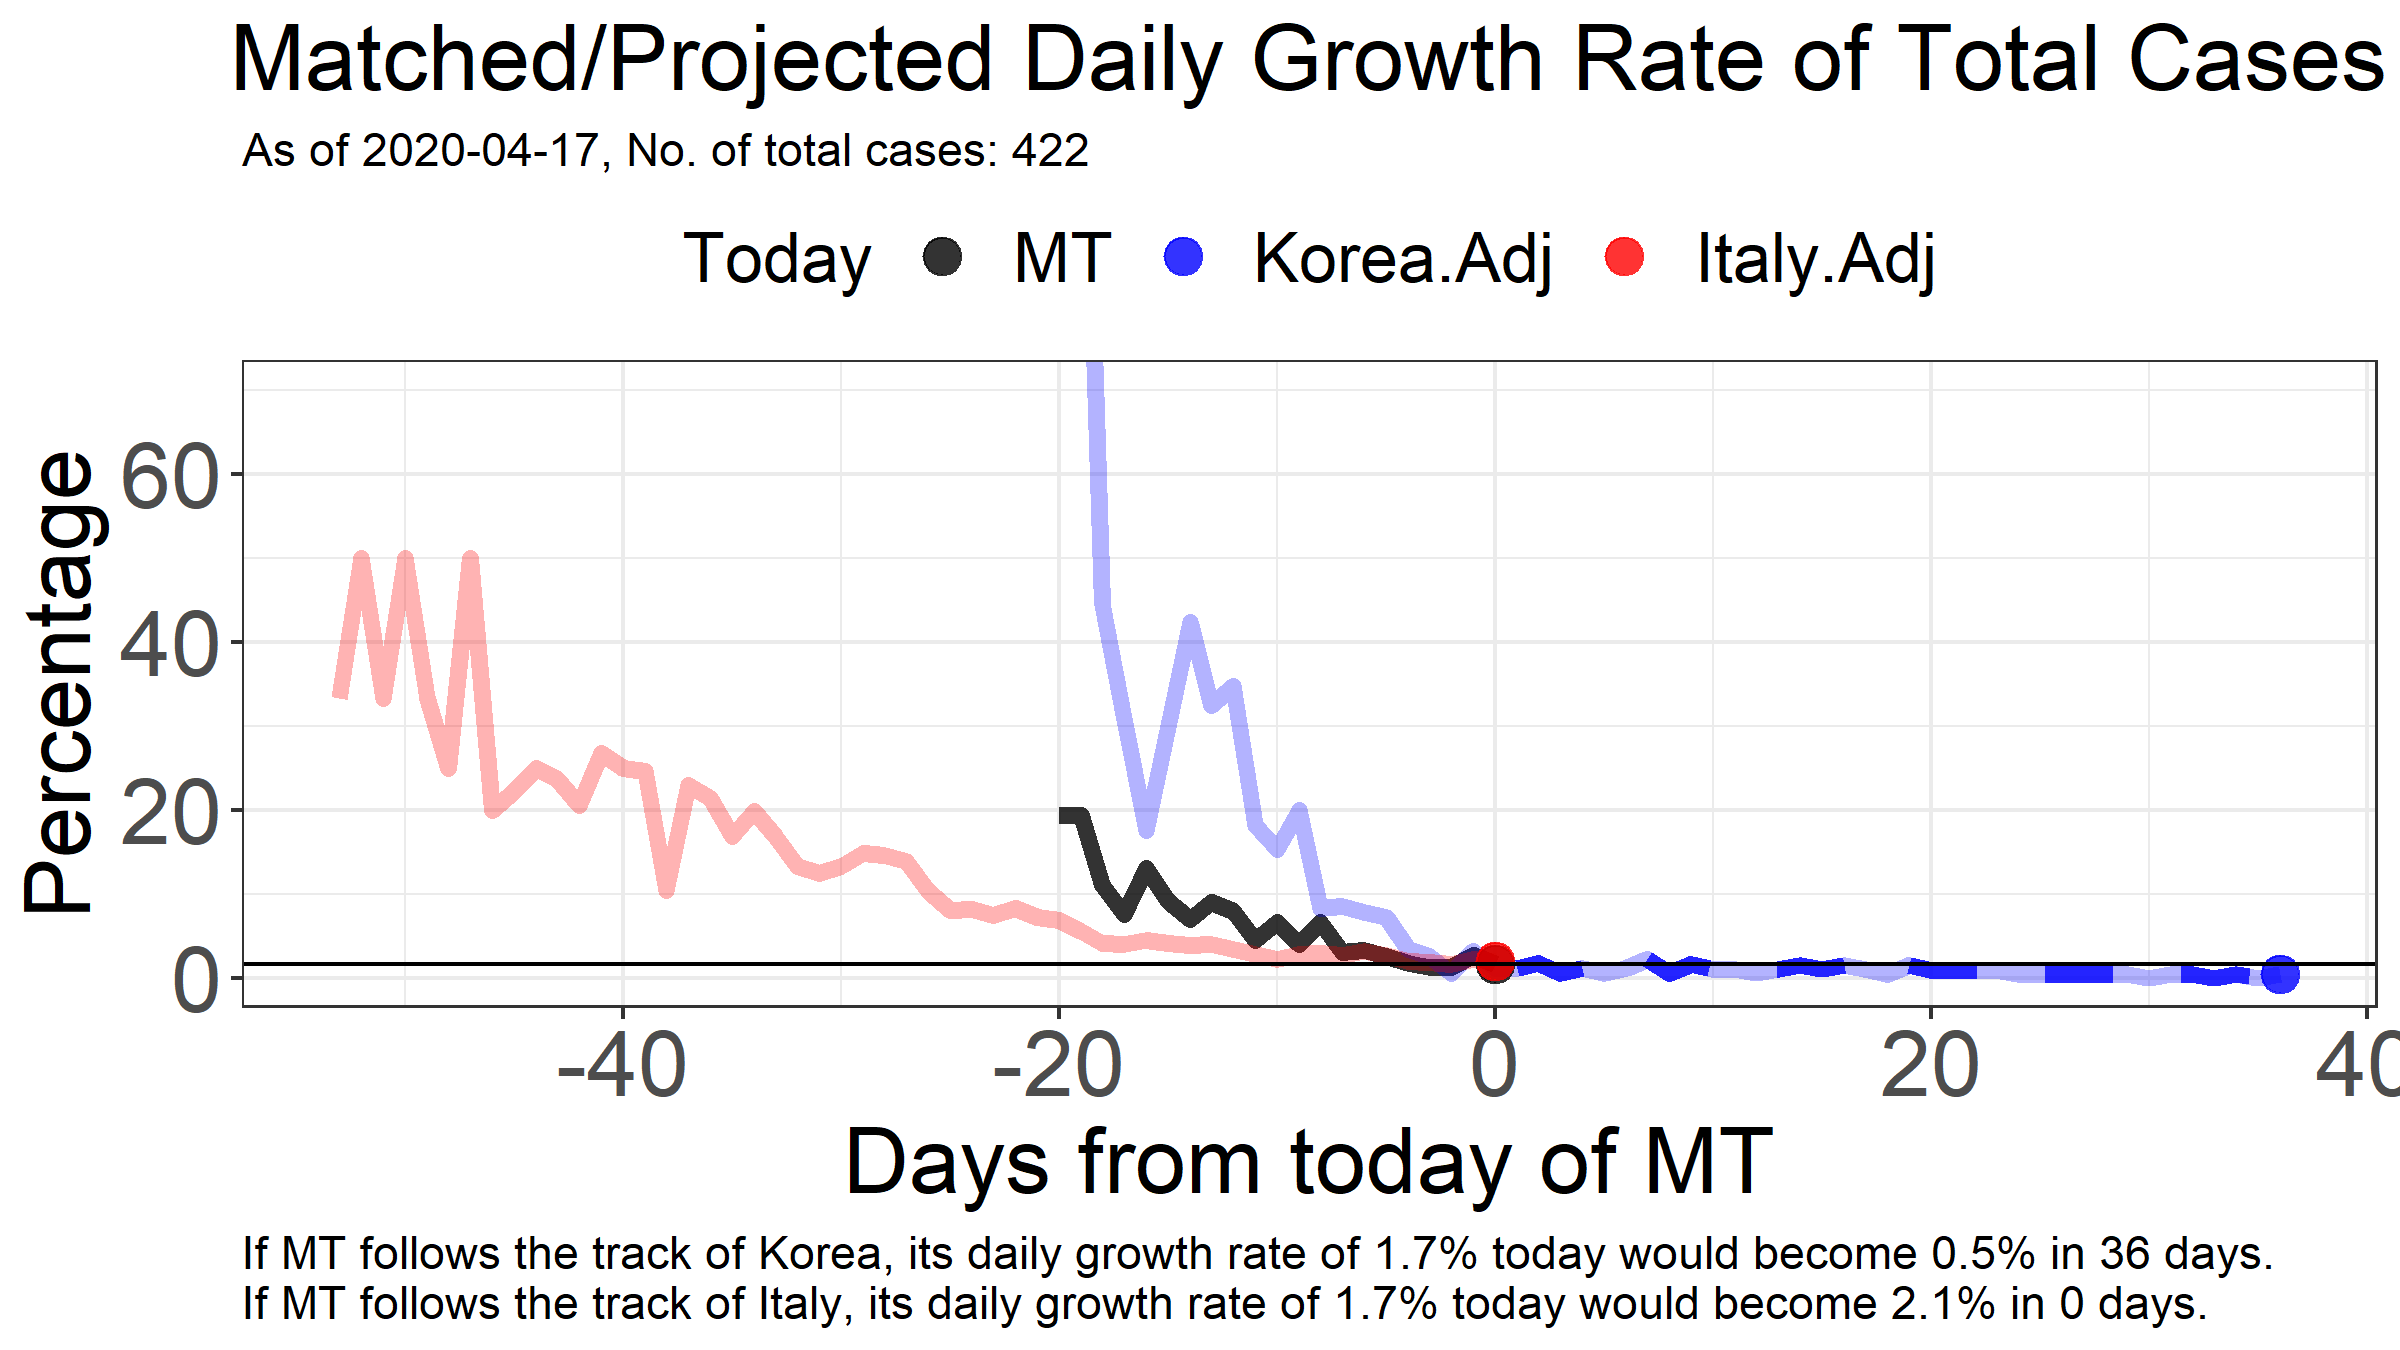 Matched/Projected Daily Growth Rate of Total Cases
As of 2020-04-17, No. of total cases: 422
Today MT Korea.Adj Italy.Adj
Percentage
60
40
20
0
-40 -20 0 20 40
Days from today of MT
If MT follows the track of Korea, its daily growth rate of 1.7% today would become 0.5% in 36 days.
If MT follows the track of Italy, its daily growth rate of 1.7% today would become 2.1% in 0 days.